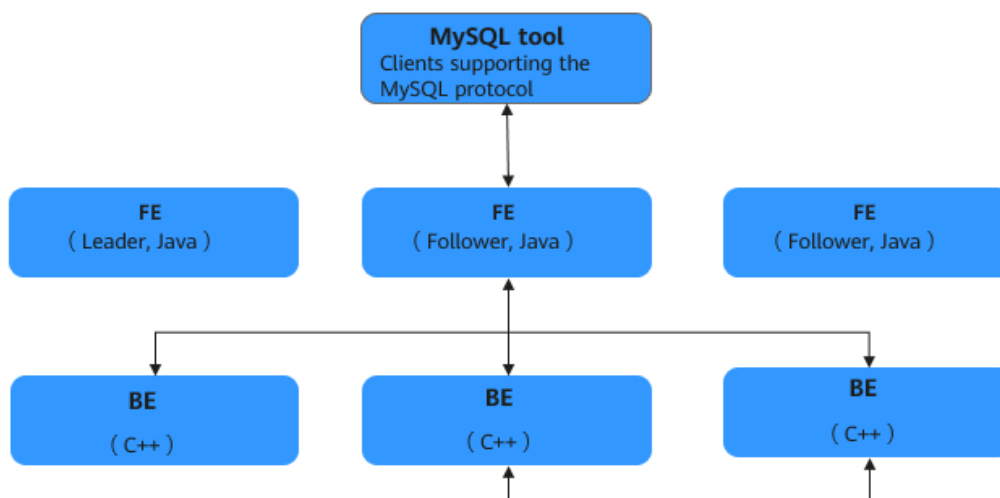 MySQL tool
Clients supporting the
MySQL protocol
FE
( Leader, Java )
FE
( Follower, Java )
FE
( Follower, Java )
BE
( C++ )
BE
( C++ )
BE
( C++ )